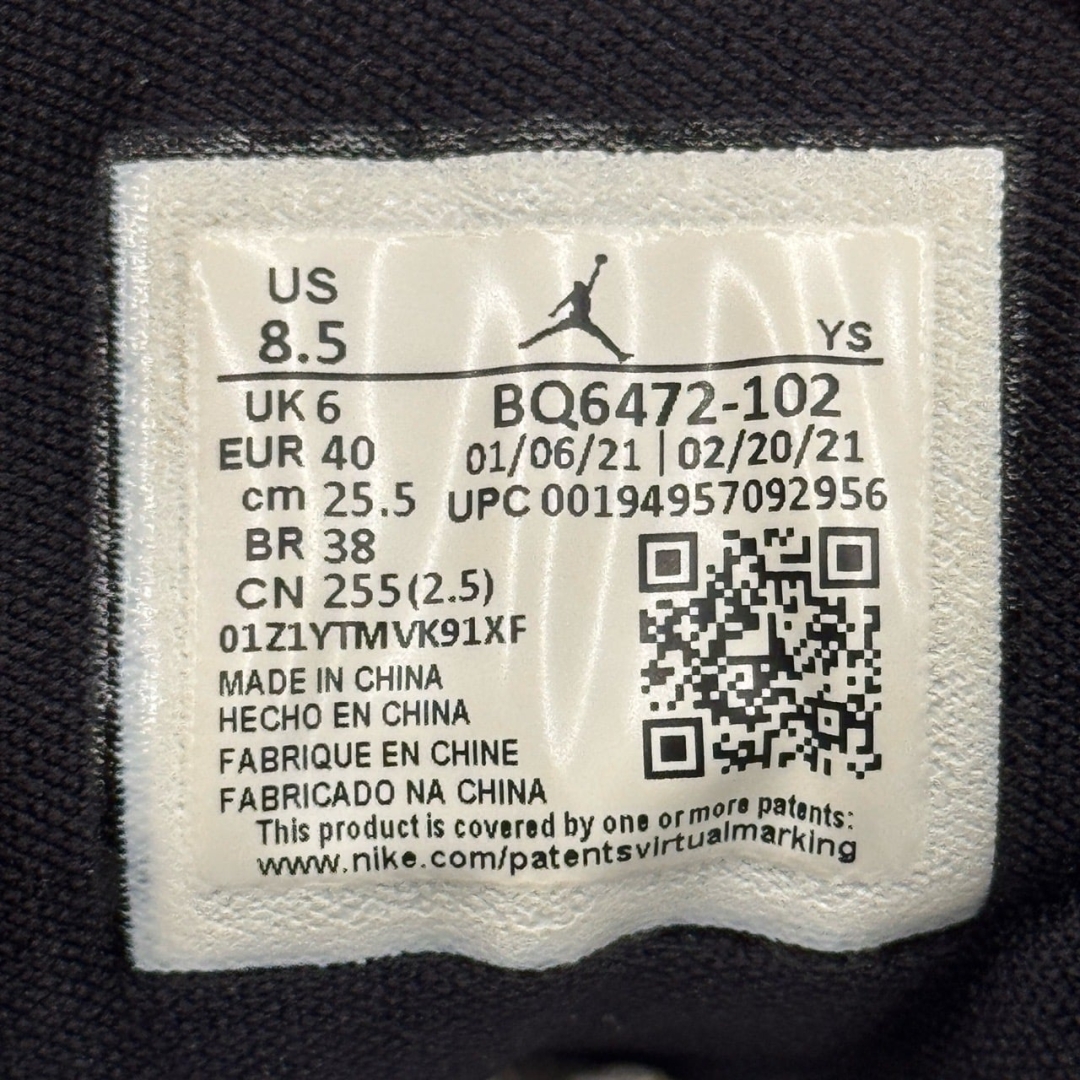 US
8.5
YS
UK 6
BQ6472-102
EUR 40
01/06/21 | 02/20/21
cm 25.5
UPC 00194957092956
BR 38
CN 255(2.5)
01Z1YTMVK91XF
MADE IN CHINA
HECHO EN CHINA
FABRIQUE EN CHINE
FABRICADO NA CHINA
This product is covered by one or more patents:
www.nike.com/patentsvirtualmarking